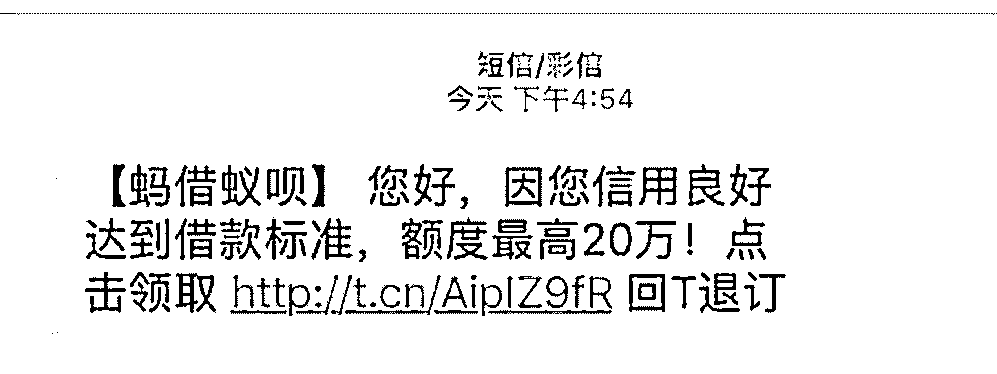 短信/彩信
今天 下午4:54
【蚂借蚁呗】 您好，因您信用良好
达到借款标准，额度最高20万！点
击领取 http://t.cn/AipIZ9fR 回T退订